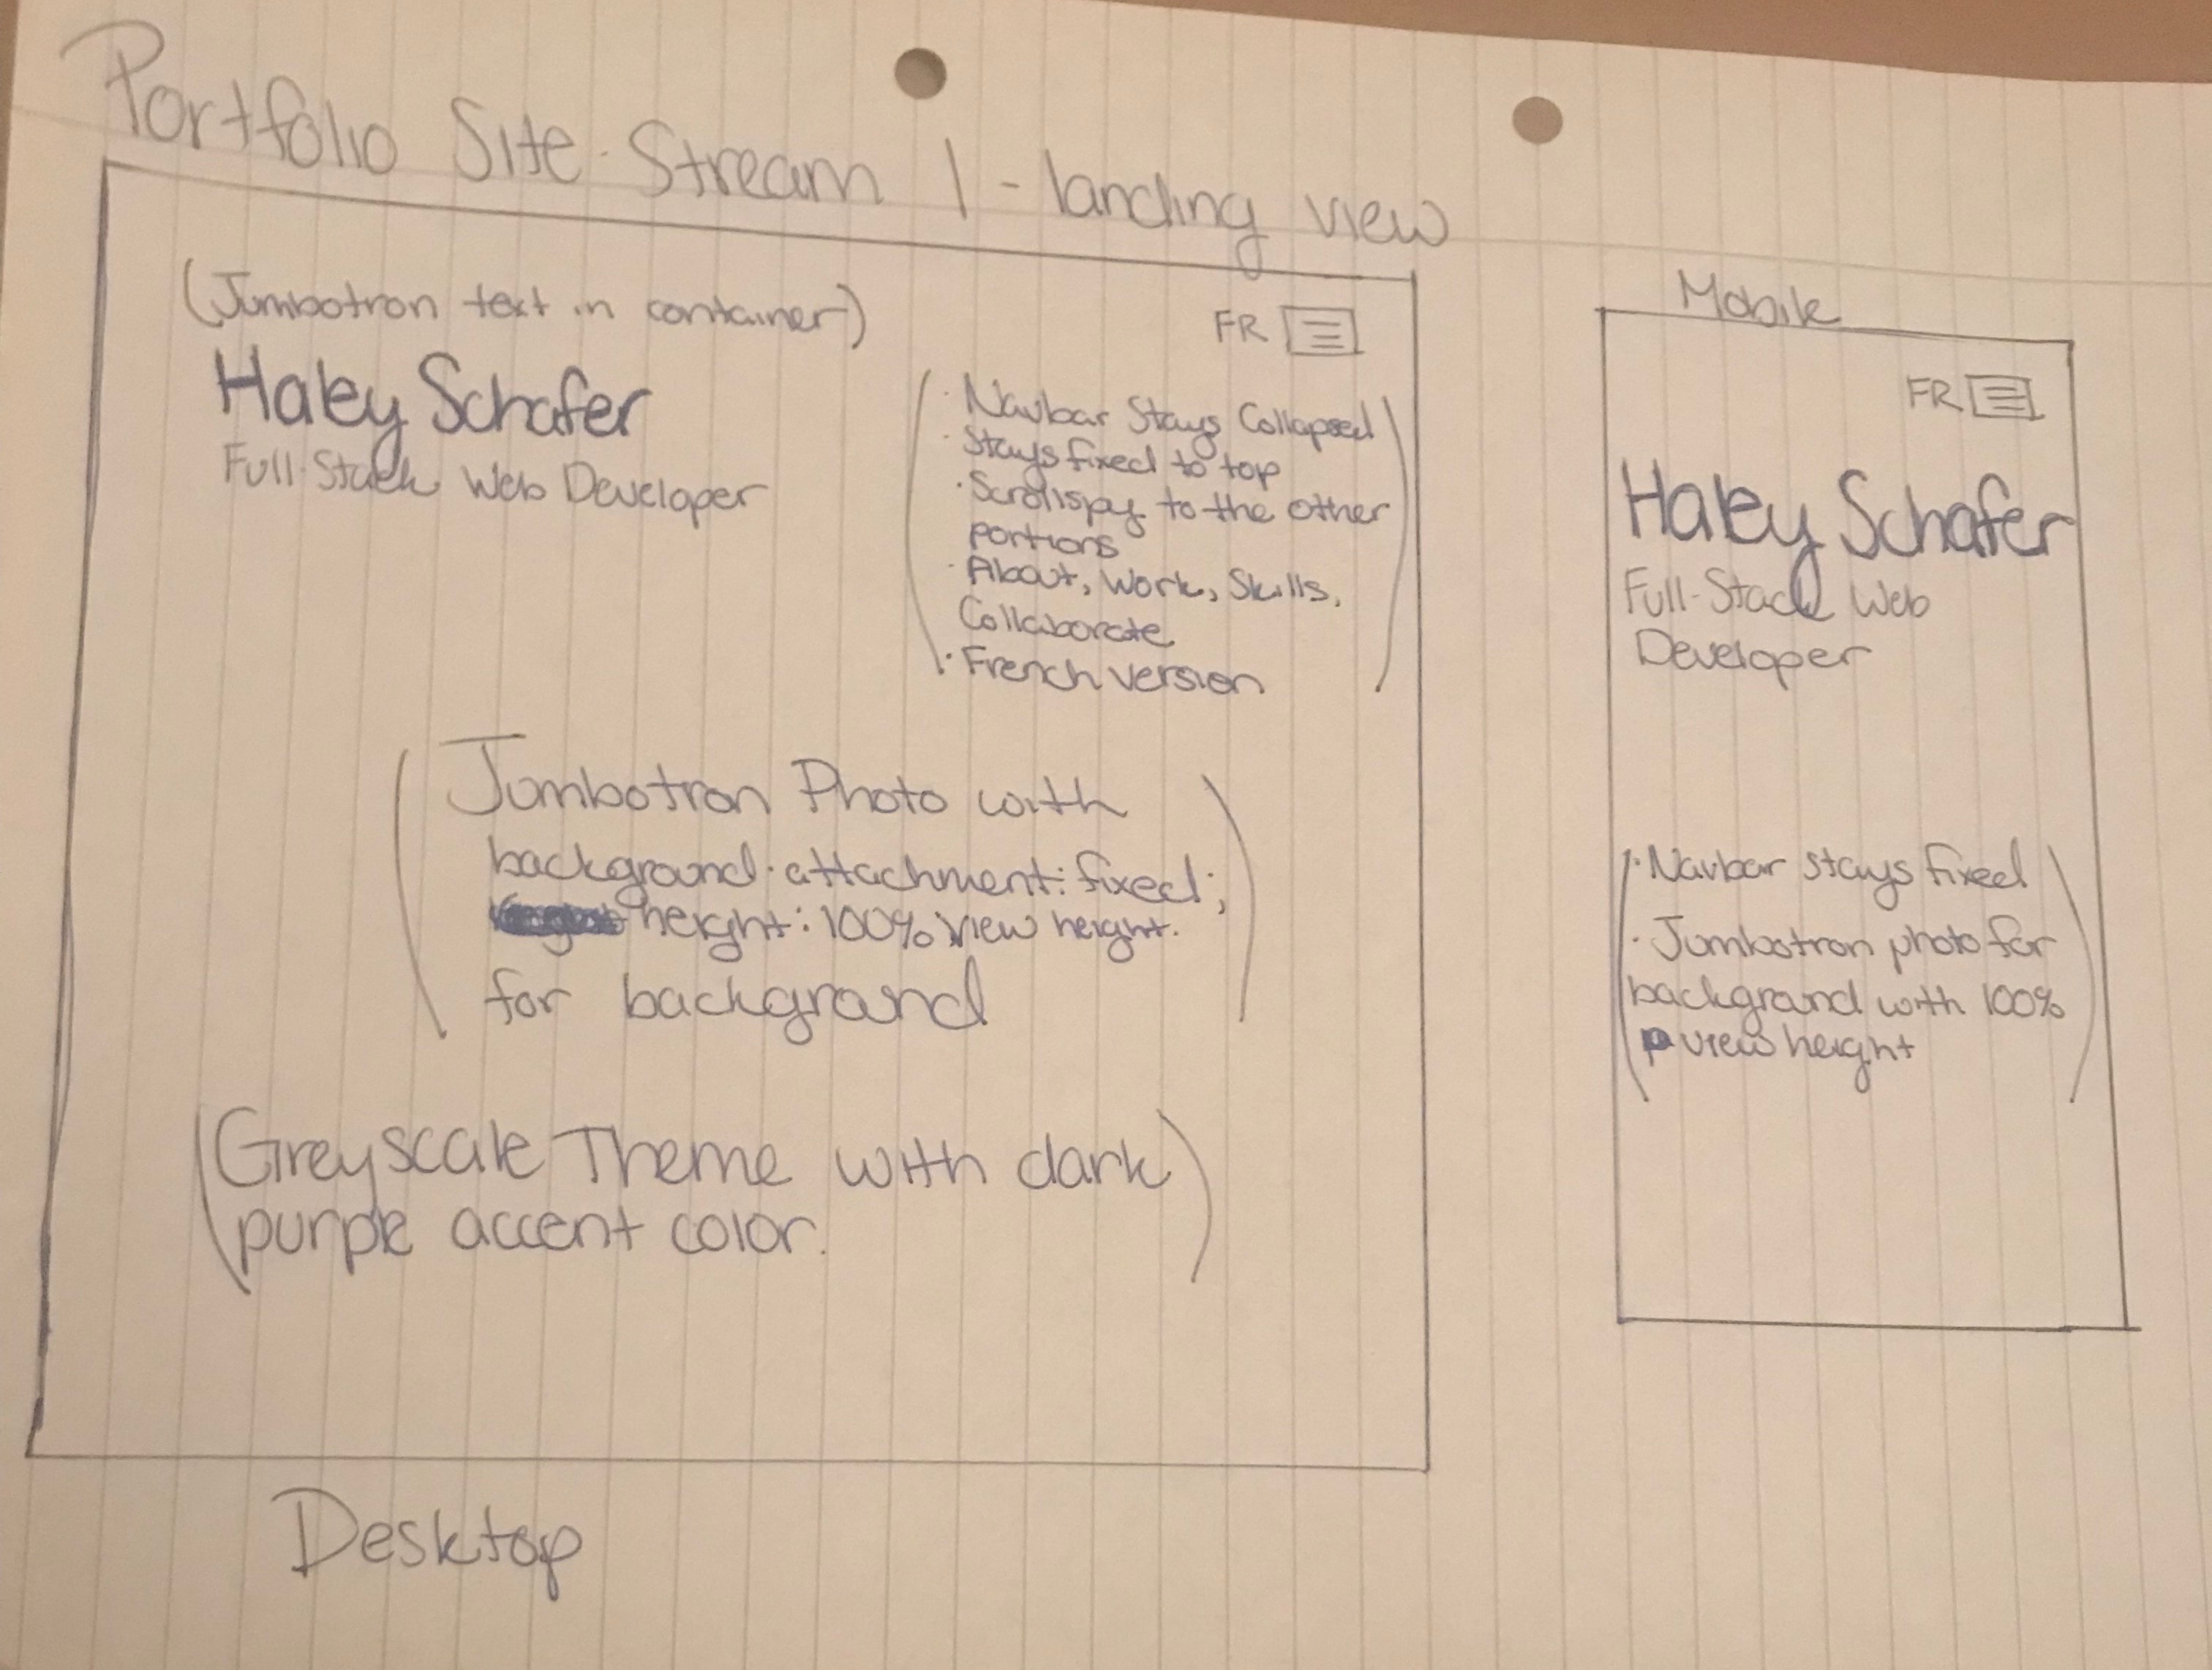 Portfolio Site - Stream 1 - landing view
(Jumbotron text in container)
FR
Haley Schafer
Full-Stack Web Developer
· Navbar Stays Collapsed
· Stays fixed to top
· Scrollspy to the other
portions
· About, Work, Skills,
Collaborate
· French version
Jumbotron Photo with
background-attachment: fixed;
height: 100% view height.
for background
Greyscale Theme with dark
purple accent color.
Desktop
Mobile
FR
Haley Schafer
Full-Stack Web
Developer
· Navbar stays fixed
· Jumbotron photo for
background with 100%
view height